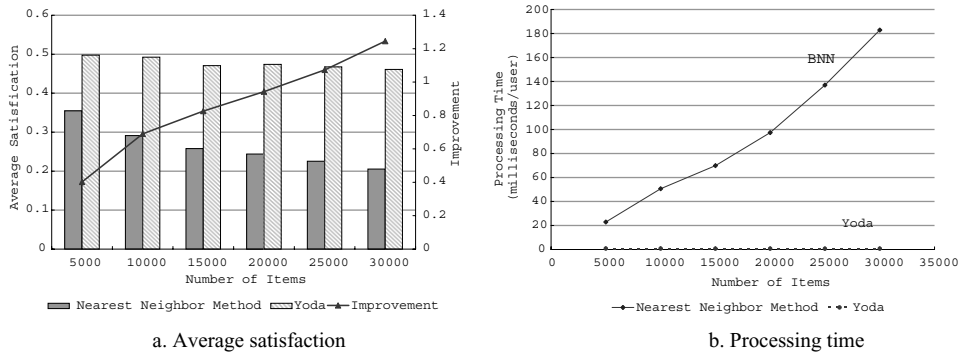 0.6
0.5
0.4
0.3
0.2
0.1
0
Average Satisfication
1.4
1.2
1
0.8
0.6
0.4
0.2
0
Improvement
5000 10000 15000 20000 25000 30000
Number of Items
Nearest Neighbor Method Yoda Improvement
a. Average satisfaction
200
180
160
140
120
100
80
60
40
20
0
Processing Time
(milliseconds/user)
BNN
Yoda
0 5000 10000 15000 20000 25000 30000 35000
Number of Items
Nearest Neighbor Method Yoda
b. Processing time